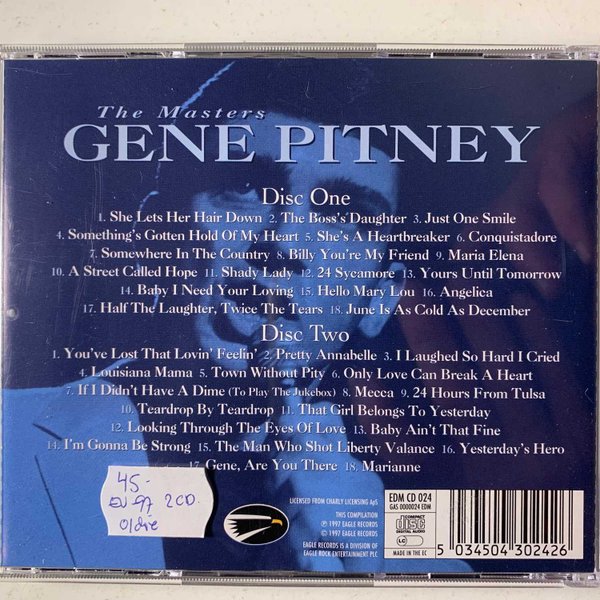 The Masters
GENE PITNEY
Disc One
1. She Lets Her Hair Down 2. The Boss's Daughter 3. Just One Smile
4. Something's Gotten Hold Of My Heart 5. She's A Heartbreaker 6. Conquistadore
7. Somewhere In The Country 8. Billy You're My Friend 9. Maria Elena
10. A Street Called Hope 11. Shady Lady 12. 24 Sycamore 13. Yours Until Tomorrow
14. Baby I Need Your Loving 15. Hello Mary Lou 16. Angelica
17. Half The Laughter, Twice The Tears 18. June Is As Cold As December
Disc Two
1. You've Lost That Lovin' Feelin' 2. Pretty Annabelle 3. I Laughed So Hard I Cried
4. Louisiana Mama 5. Town Without Pity 6. Only Love Can Break A Heart
7. If I Didn't Have A Dime (To Play The Jukebox) 8. Mecca 9. 24 Hours From Tulsa
10. Teardrop By Teardrop 11. That Girl Belongs To Yesterday
12. Looking Through The Eyes Of Love 13. Baby Ain't That Fine
14. I'm Gonna Be Strong 15. The Man Who Shot Liberty Valance 16. Yesterday's Hero
17. Gene, Are You There 18. Marianne
45-
EU 97 2CD.
Oldie
LICENSED FROM CHARLY LICENSING ApS
THIS COMPILATION
℗ 1997 EAGLE RECORDS
© 1997 EAGLE RECORDS
EAGLE RECORDS IS A DIVISION OF
EAGLE ROCK ENTERTAINMENT PLC
EDM CD 024
GAS 0000024 EDM
COMPACT
disc
DIGITAL AUDIO
LC
MADE IN THE EC
5 034504 302426